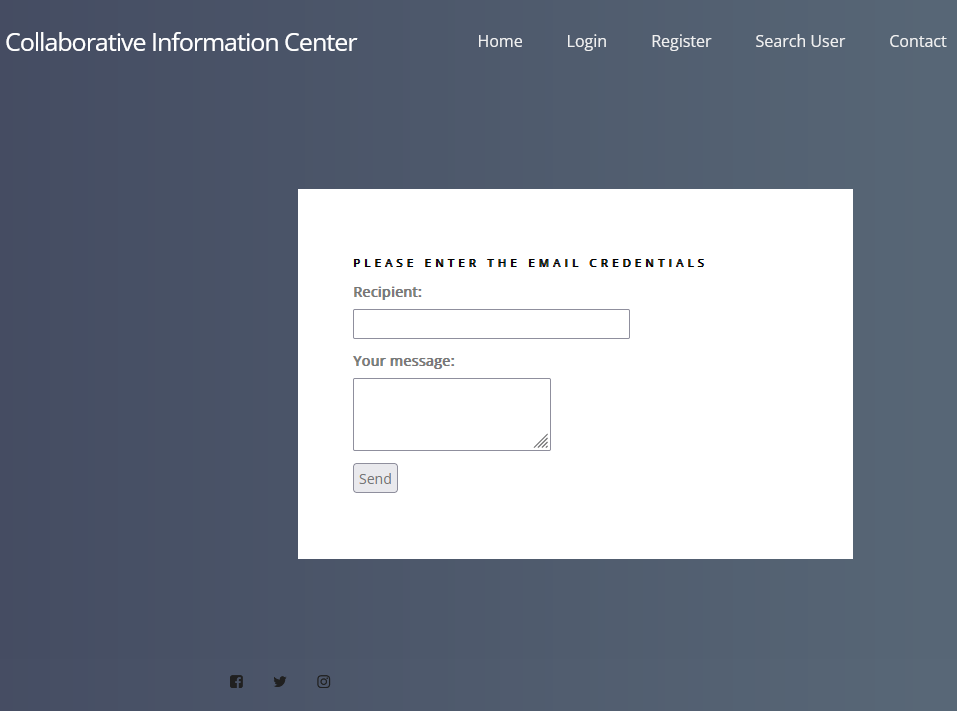 Collaborative Information Center
Home Login Register Search User Contact
PLEASE ENTER THE EMAIL CREDENTIALS
Recipient:
Your message:
Send